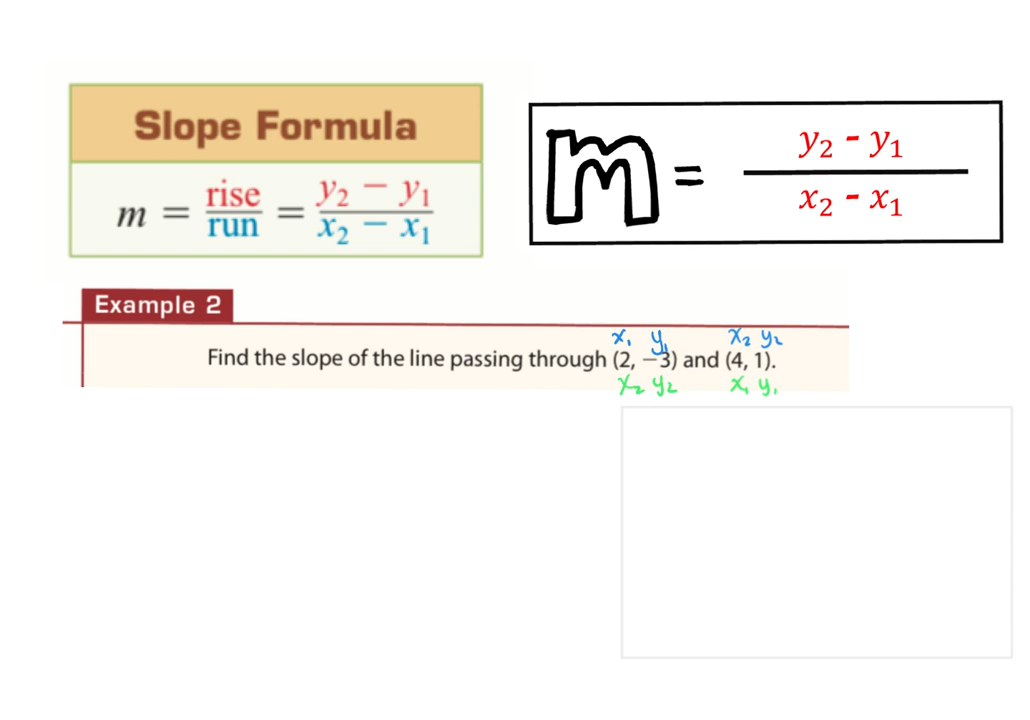 Slope Formula
m = rise/run = y₂ − y₁ / x₂ − x₁
m = y₂ - y₁ / x₂ - x₁
Example 2
x₁ y₁ x₂ y₂
Find the slope of the line passing through (2, −3) and (4, 1).
x₂ y₂ x₁ y₁